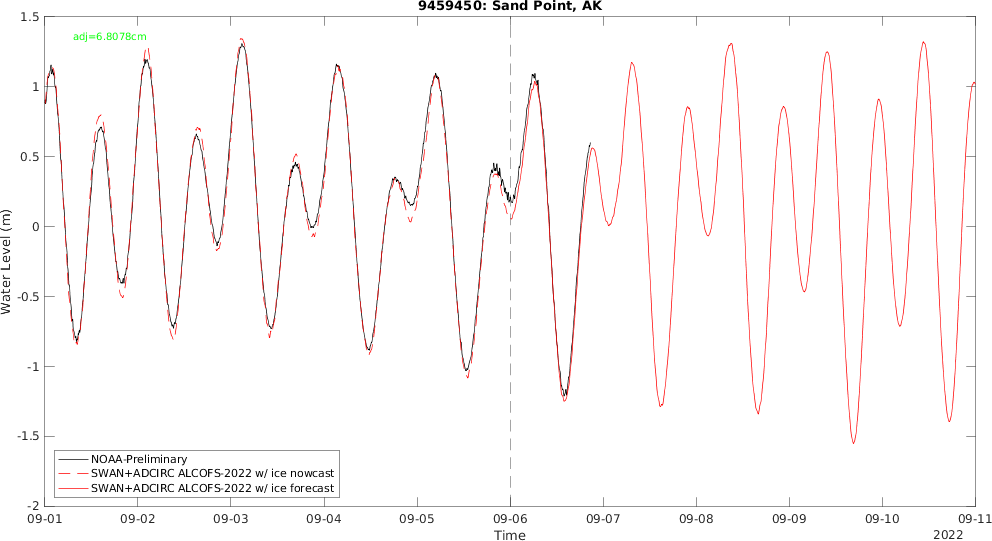 9459450: Sand Point, AK
adj=6.8078cm
1.5
1
0.5
0
-0.5
-1
-1.5
-2
Water Level (m)
NOAA-Preliminary
SWAN+ADCIRC ALCOFS-2022 w/ ice nowcast
SWAN+ADCIRC ALCOFS-2022 w/ ice forecast
09-01 09-02 09-03 09-04 09-05 09-06 09-07 09-08 09-09 09-10 09-11
Time
2022